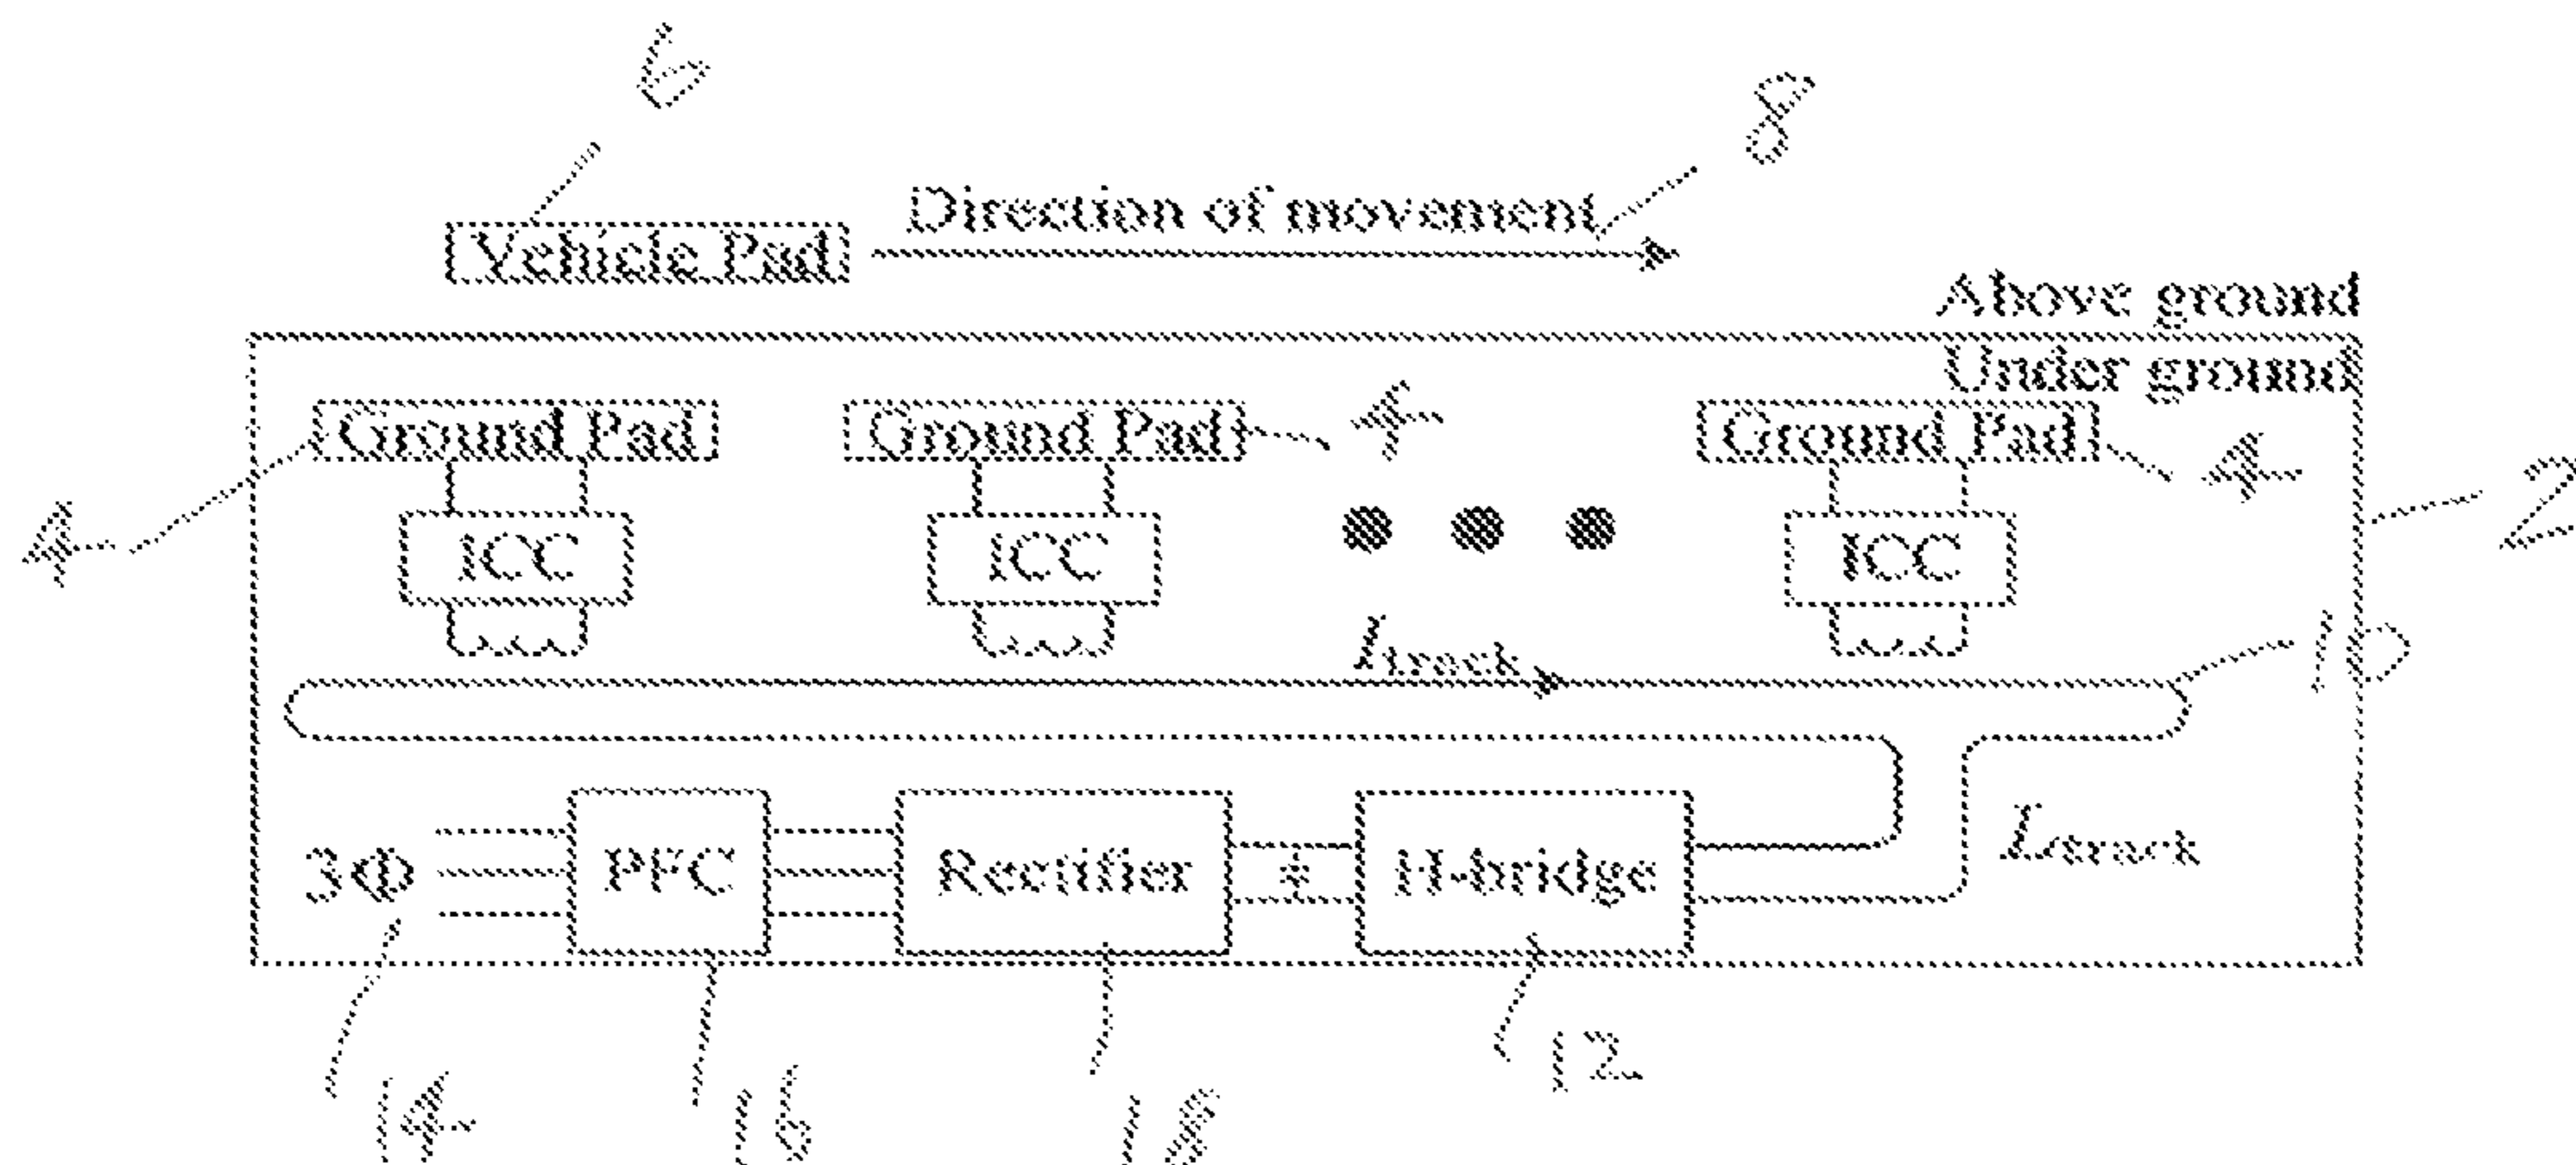 6
8
Direction of movement
Vehicle Pad
Above ground
Under ground
Ground Pad Ground Pad 4 Ground Pad 4
4 ICC ICC ICC 2
Itrack 10
3Φ PFC Rectifier H-bridge Ltrack
12
14 16 18